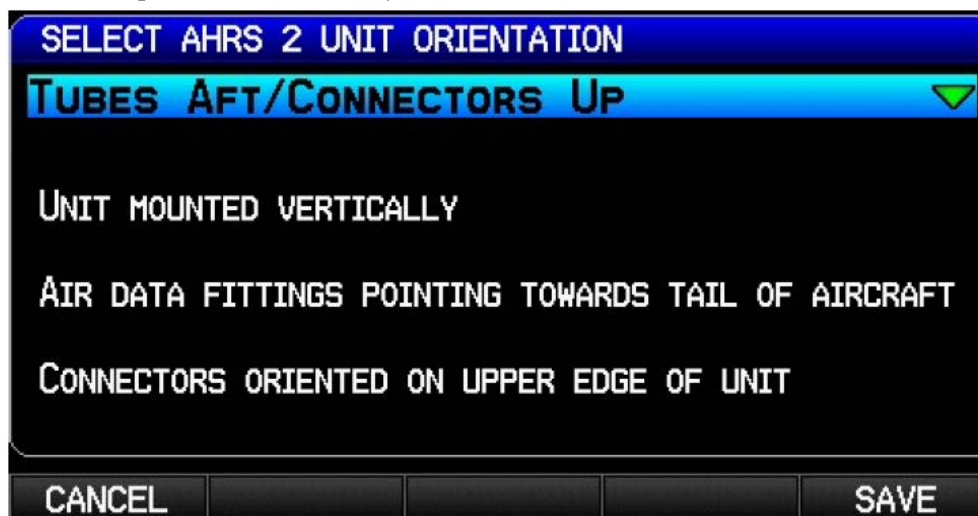 SELECT AHRS 2 UNIT ORIENTATION
TUBES AFT/CONNECTORS UP
UNIT MOUNTED VERTICALLY
AIR DATA FITTINGS POINTING TOWARDS TAIL OF AIRCRAFT
CONNECTORS ORIENTED ON UPPER EDGE OF UNIT
CANCEL SAVE